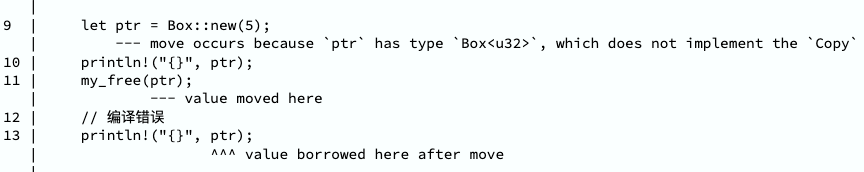 |
9 | let ptr = Box::new(5);
| --- move occurs because `ptr` has type `Box<u32>`, which does not implement the `Copy`
10 | println!("{}", ptr);
11 | my_free(ptr);
| --- value moved here
12 | // 编译错误
13 | println!("{}", ptr);
| ^^^ value borrowed here after move
|